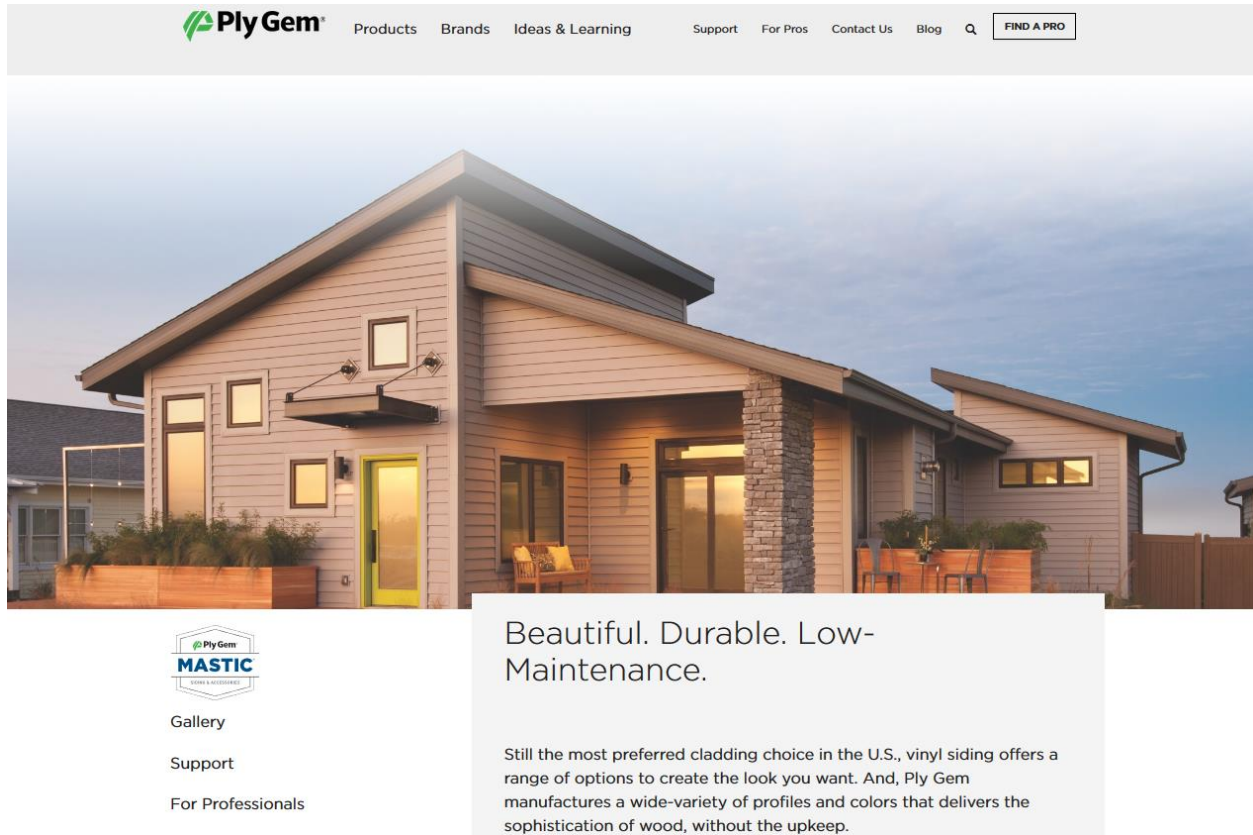 Ply Gem®
Products Brands Ideas & Learning Support For Pros Contact Us Blog FIND A PRO
Ply Gem
MASTIC
SIDING & ACCESSORIES
Gallery
Support
For Professionals
Beautiful. Durable. Low-
Maintenance.
Still the most preferred cladding choice in the U.S., vinyl siding offers a
range of options to create the look you want. And, Ply Gem
manufactures a wide-variety of profiles and colors that delivers the
sophistication of wood, without the upkeep.